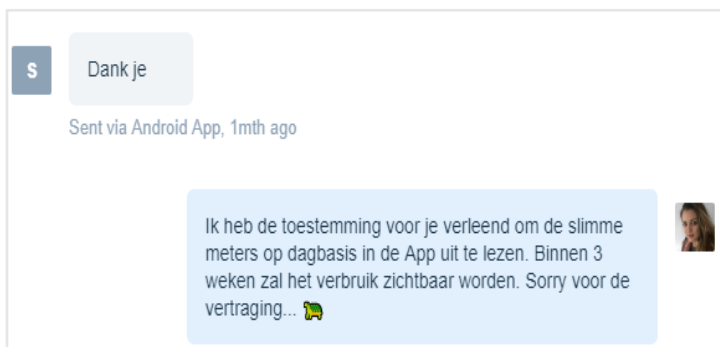 S
Dank je
Sent via Android App, 1mth ago
Ik heb de toestemming voor je verleend om de slimme
meters op dagbasis in de App uit te lezen. Binnen 3
weken zal het verbruik zichtbaar worden. Sorry voor de
vertraging... 🐢